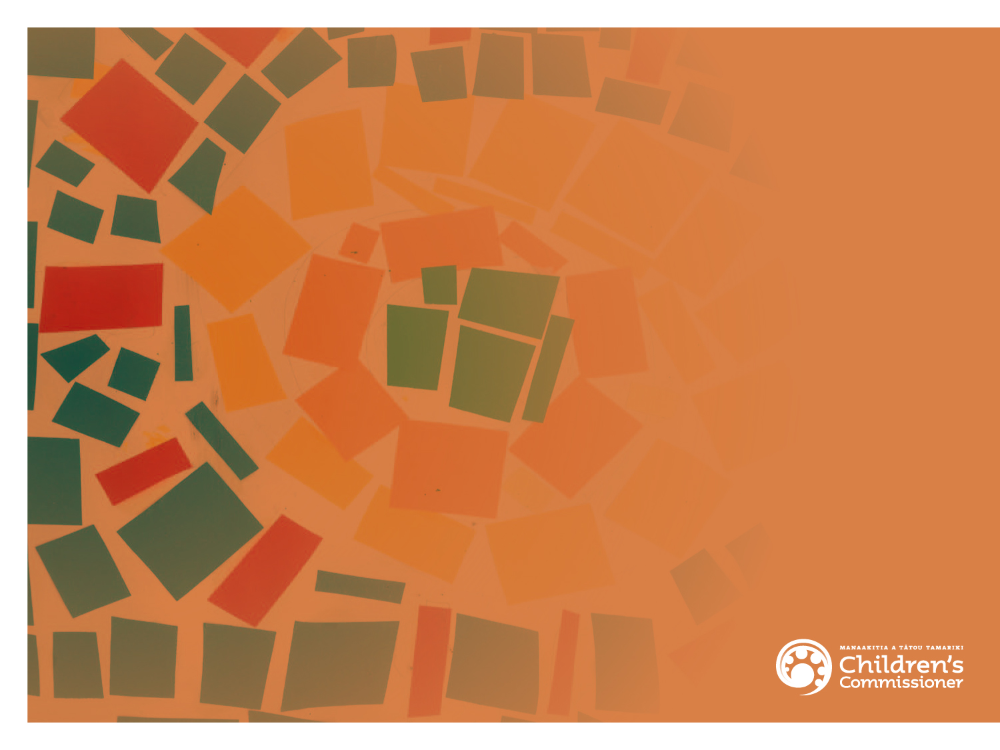 MANAAKITIA A TĀTOU TAMARIKI
Children's
Commissioner